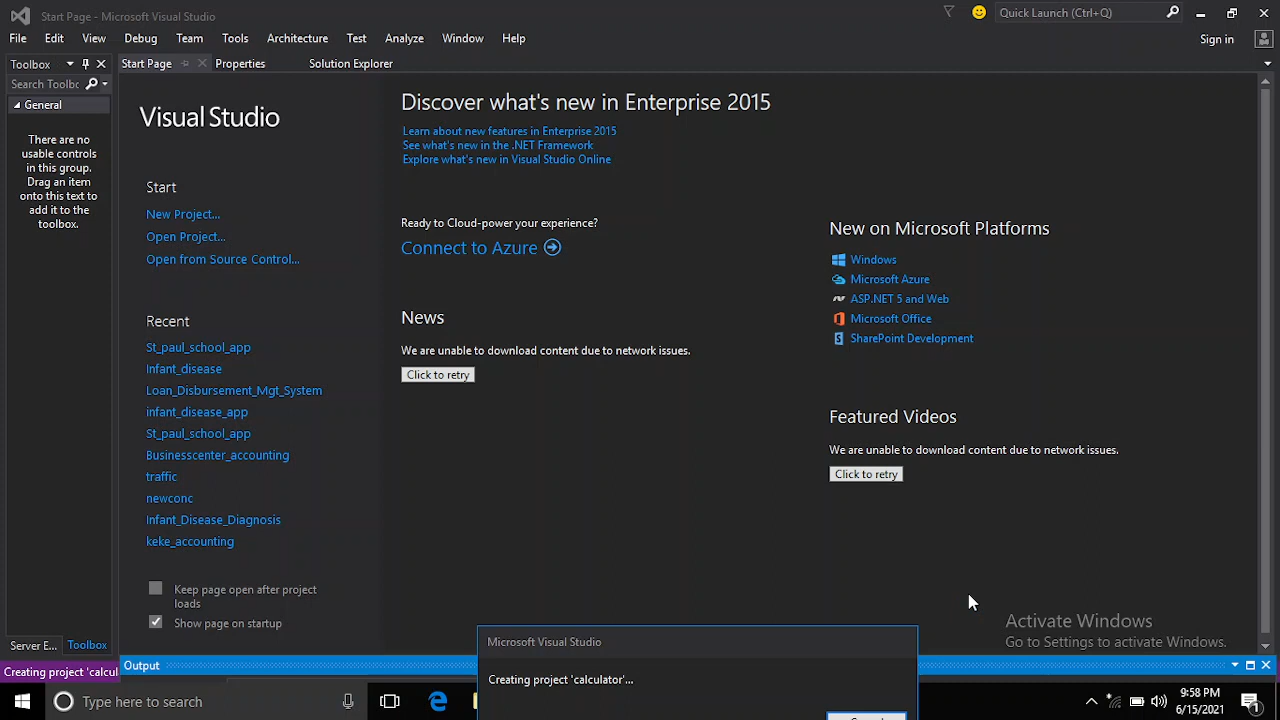 Start Page - Microsoft Visual Studio
Quick Launch (Ctrl+Q)
File Edit View Debug Team Tools Architecture Test Analyze Window Help
Sign in
Toolbox
Start Page Properties Solution Explorer
Search Toolbc
General
There are no
usable controls
in this group.
Drag an item
onto this text to
add it to the
toolbox.
Visual Studio
Start
New Project...
Open Project...
Open from Source Control...
Recent
St_paul_school_app
Infant_disease
Loan_Disbursement_Mgt_System
infant_disease_app
St_paul_school_app
Businesscenter_accounting
traffic
newconc
Infant_Disease_Diagnosis
keke_accounting
Keep page open after project
loads
Show page on startup
Discover what's new in Enterprise 2015
Learn about new features in Enterprise 2015
See what's new in the .NET Framework
Explore what's new in Visual Studio Online
Ready to Cloud-power your experience?
Connect to Azure
News
We are unable to download content due to network issues.
Click to retry
New on Microsoft Platforms
Windows
Microsoft Azure
ASP.NET 5 and Web
Microsoft Office
SharePoint Development
Featured Videos
We are unable to download content due to network issues.
Click to retry
Activate Windows
Go to Settings to activate Windows.
Server E... Toolbox
Output
Creating project 'calcul
Microsoft Visual Studio
Creating project 'calculator'...
Type here to search
9:58 PM
6/15/2021
1